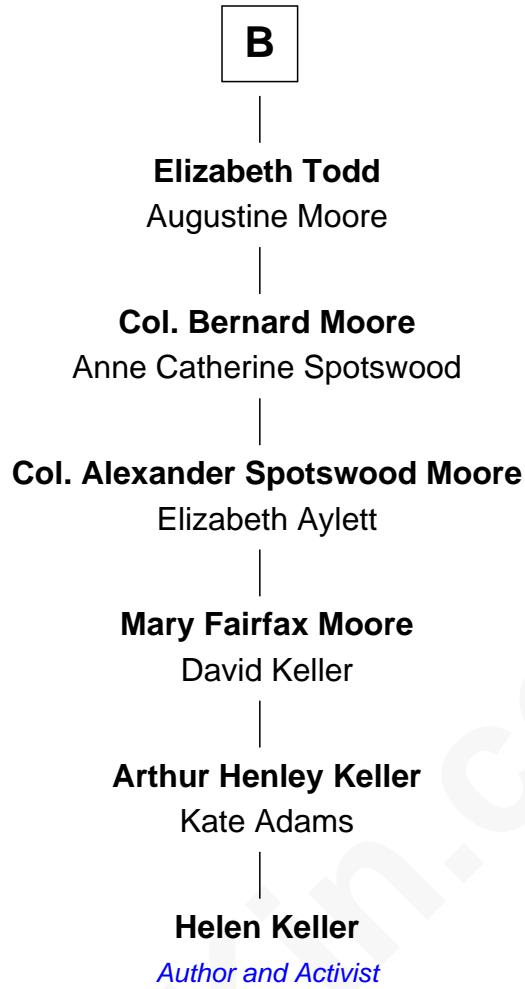 B
Elizabeth Todd
Augustine Moore
Col. Bernard Moore
Anne Catherine Spotswood
Col. Alexander Spotswood Moore
Elizabeth Aylett
Mary Fairfax Moore
David Keller
Arthur Henley Keller
Kate Adams
Helen Keller
Author and Activist